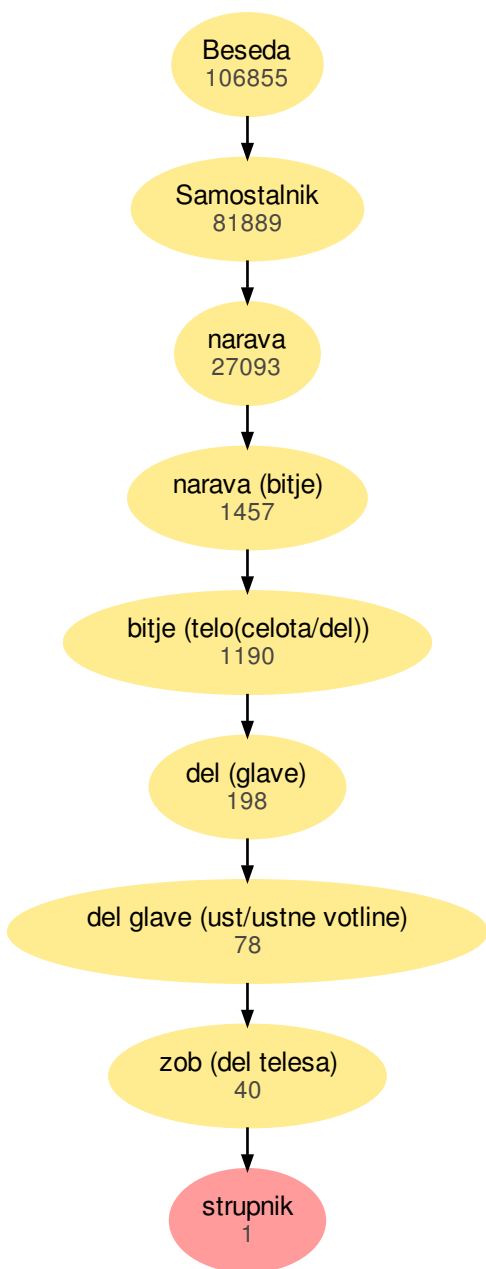 Beseda
106855
Samostalnik
81889
narava
27093
narava (bitje)
1457
bitje (telo(celota/del))
1190
del (glave)
198
del glave (ust/ustne votline)
78
zob (del telesa)
40
strupnik
1